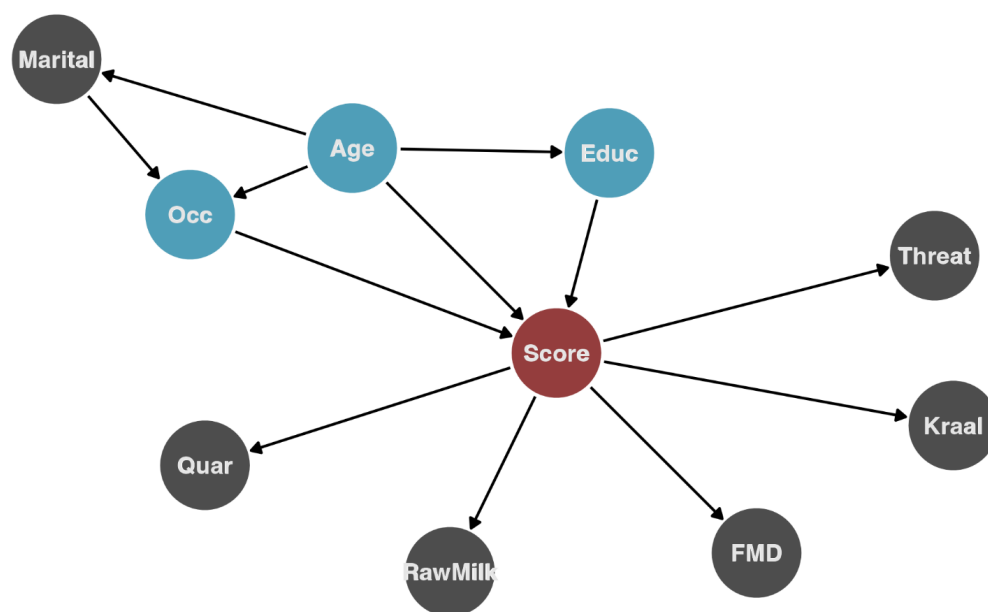 Marital
Age
Educ
Occ
Threat
Score
Kraal
Quar
RawMilk
FMD